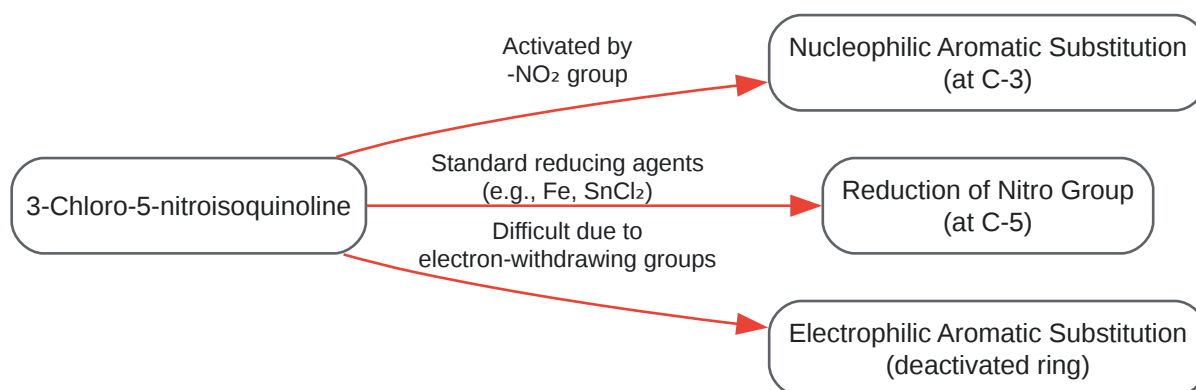 Activated by
-NO₂ group
Nucleophilic Aromatic Substitution
(at C-3)
3-Chloro-5-nitroisoquinoline
Standard reducing agents
(e.g., Fe, SnCl₂)
Reduction of Nitro Group
(at C-5)
Difficult due to
electron-withdrawing groups
Electrophilic Aromatic Substitution
(deactivated ring)